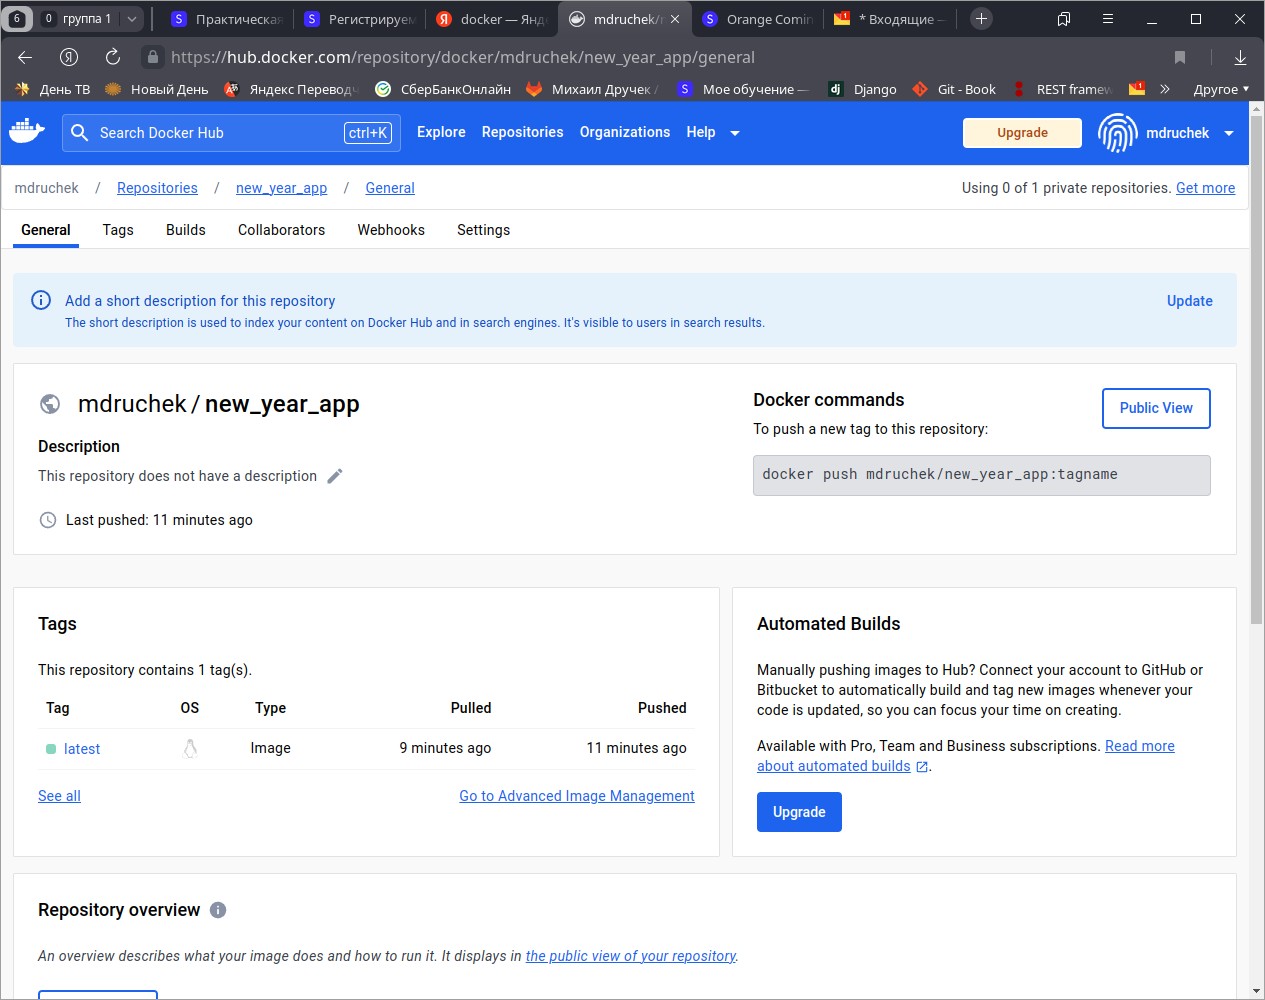 6 0 группа 1 Практическая Регистрируем docker — Янд mdruchek/n Orange Comin * Входящие —
https://hub.docker.com/repository/docker/mdruchek/new_year_app/general
День ТВ Новый День Яндекс Перевод СберБанкОнлайн Михаил Дручек / Мое обучение — Django Git - Book REST framew Другое
Search Docker Hub ctrl+K Explore Repositories Organizations Help Upgrade mdruchek
mdruchek / Repositories / new_year_app / General Using 0 of 1 private repositories. Get more
General Tags Builds Collaborators Webhooks Settings
Add a short description for this repository Update
The short description is used to index your content on Docker Hub and in search engines. It's visible to users in search results.
mdruchek / new_year_app
Description
This repository does not have a description
Last pushed: 11 minutes ago
Docker commands
Public View
To push a new tag to this repository:
docker push mdruchek/new_year_app:tagname
Tags
This repository contains 1 tag(s).
Tag OS Type Pulled Pushed
latest Image 9 minutes ago 11 minutes ago
See all Go to Advanced Image Management
Automated Builds
Manually pushing images to Hub? Connect your account to GitHub or
Bitbucket to automatically build and tag new images whenever your
code is updated, so you can focus your time on creating.
Available with Pro, Team and Business subscriptions. Read more
about automated builds .
Upgrade
Repository overview
An overview describes what your image does and how to run it. It displays in the public view of your repository.